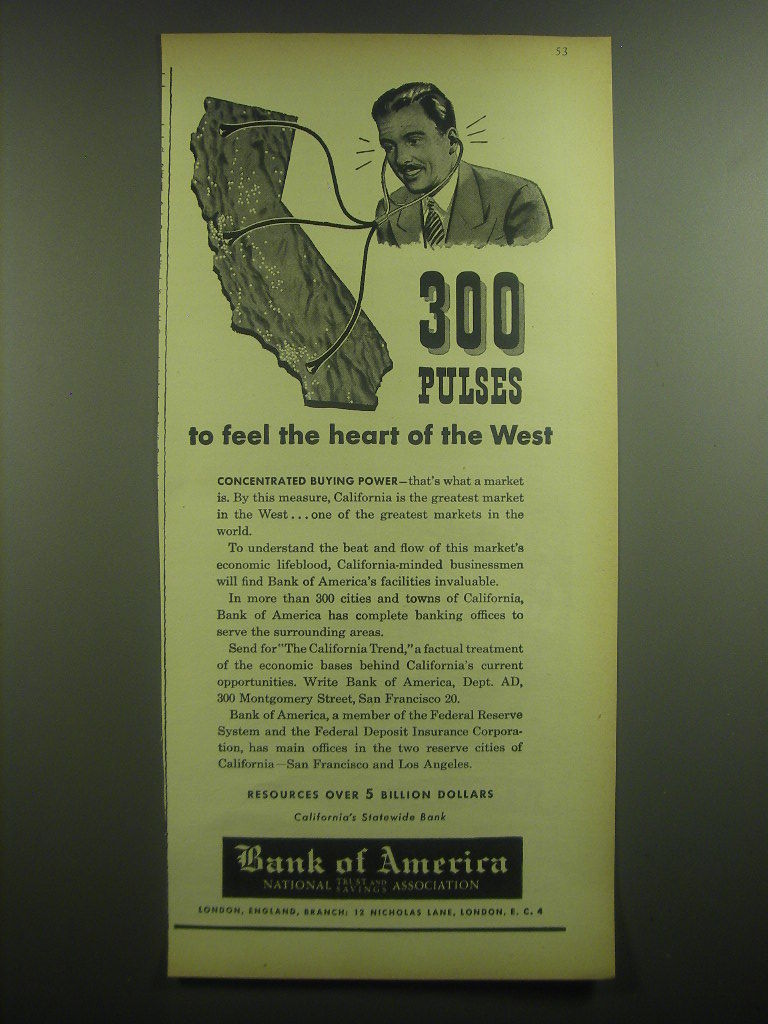 53
300
PULSES
to feel the heart of the West
CONCENTRATED BUYING POWER—that's what a market
is. By this measure, California is the greatest market
in the West...one of the greatest markets in the
world.
To understand the beat and flow of this market's
economic lifeblood, California-minded businessmen
will find Bank of America's facilities invaluable.
In more than 300 cities and towns of California,
Bank of America has complete banking offices to
serve the surrounding areas.
Send for "The California Trend," a factual treatment
of the economic bases behind California's current
opportunities. Write Bank of America, Dept. AD,
300 Montgomery Street, San Francisco 20.
Bank of America, a member of the Federal Reserve
System and the Federal Deposit Insurance Corpora-
tion, has main offices in the two reserve cities of
California—San Francisco and Los Angeles.
RESOURCES OVER 5 BILLION DOLLARS
California's Statewide Bank
Bank of America
NATIONAL TRUST AND SAVINGS ASSOCIATION
LONDON, ENGLAND, BRANCH: 12 NICHOLAS LANE, LONDON, E. C. 4